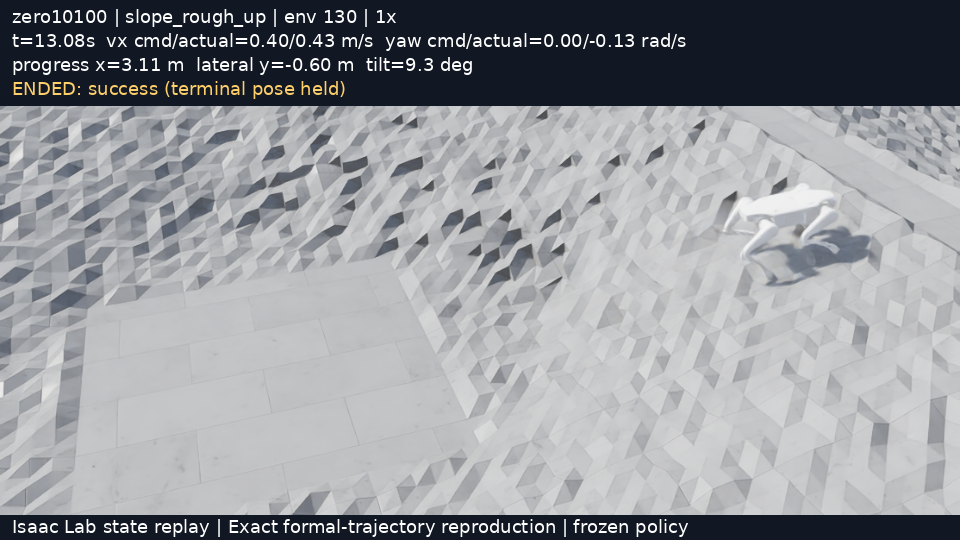 zero10100 | slope_rough_up | env 130 | 1x
t=13.08s  vx cmd/actual=0.40/0.43 m/s  yaw cmd/actual=0.00/-0.13 rad/s
progress x=3.11 m  lateral y=-0.60 m  tilt=9.3 deg
ENDED: success (terminal pose held)
Isaac Lab state replay | Exact formal-trajectory reproduction | frozen policy